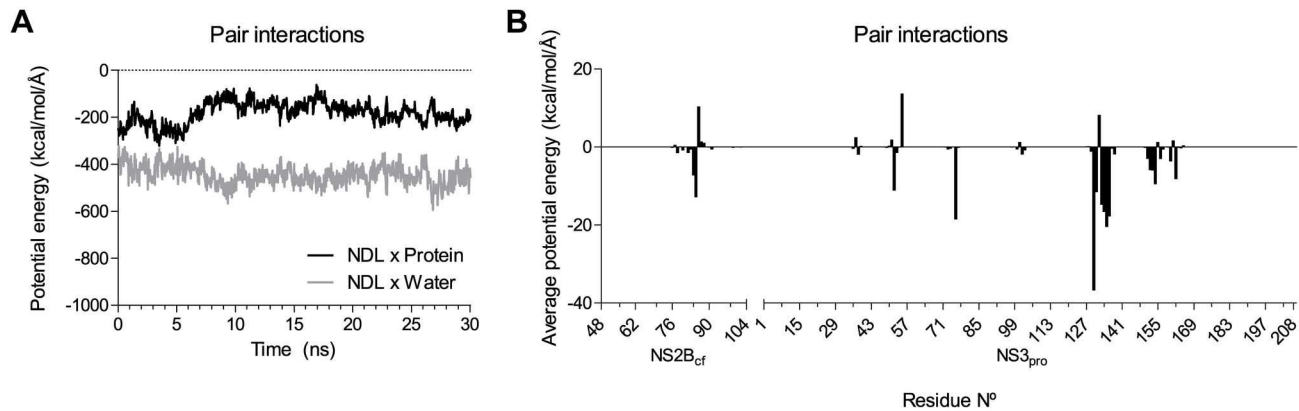 A
Pair interactions
Potential energy (kcal/mol/Å)
0
-200
-400
-600
-800
-1000
NDL x Protein
NDL x Water
0 5 10 15 20 25 30
Time (ns)
B
Pair interactions
Average potential energy (kcal/mol/Å)
20
0
-20
-40
48 62 76 90 104 1 15 29 43 57 71 85 99 113 127 141 155 169 183 197 208
NS2Bcf NS3pro
Residue Nº